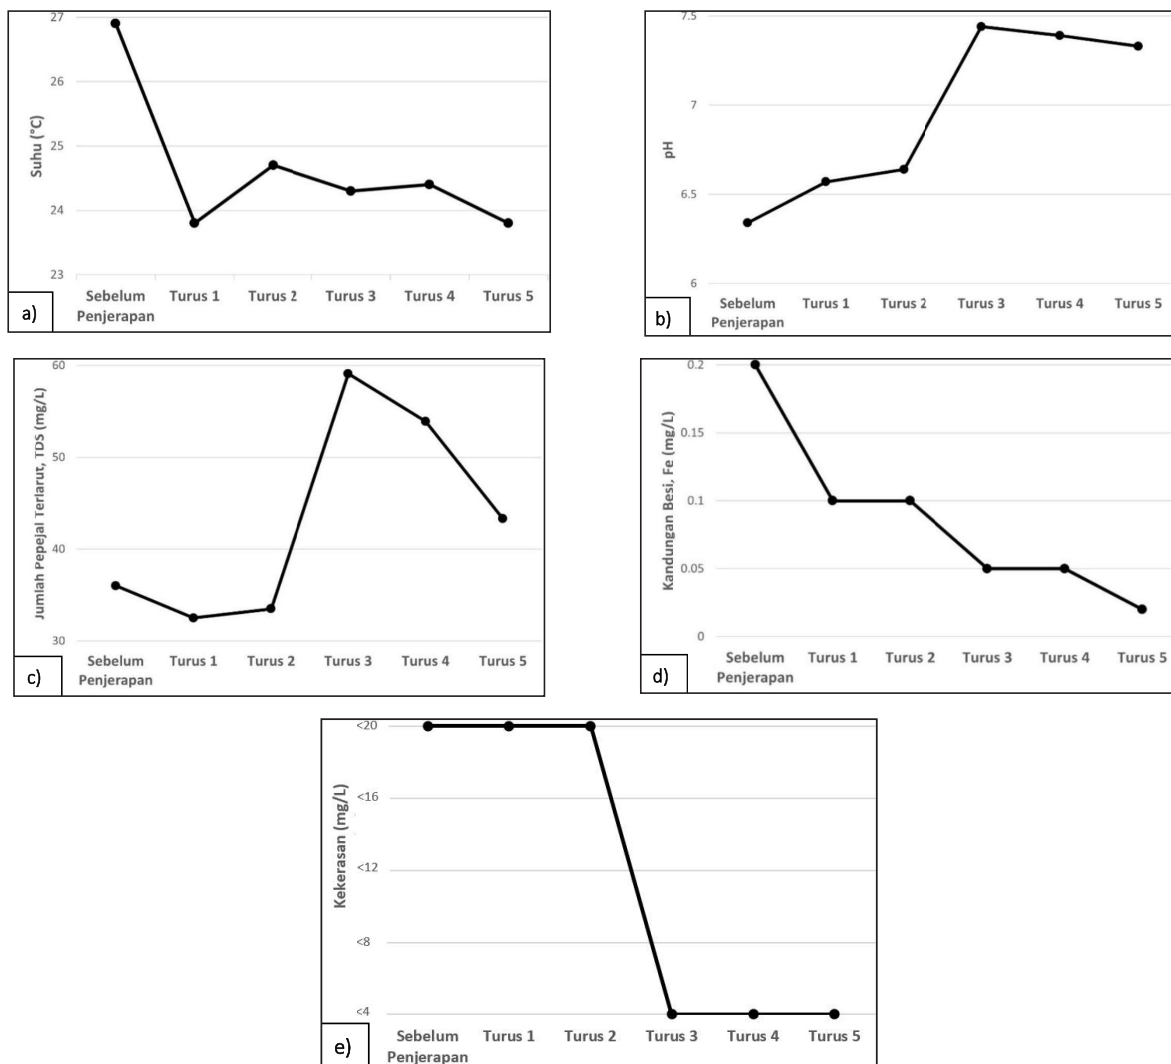 27
26
25
24
23
Suhu (°C)
Sebelum Penjerapan
Turus 1
Turus 2
Turus 3
Turus 4
Turus 5
a)
7.5
7
6.5
6
pH
Sebelum Penjerapan
Turus 1
Turus 2
Turus 3
Turus 4
Turus 5
b)
60
50
40
30
Jumlah Pepejal Terlarut, TDS (mg/L)
Sebelum Penjerapan
Turus 1
Turus 2
Turus 3
Turus 4
Turus 5
c)
0.2
0.15
0.1
0.05
0
Kandungan Besi, Fe (mg/L)
Sebelum Penjerapan
Turus 1
Turus 2
Turus 3
Turus 4
Turus 5
d)
<20
<16
<12
<8
<4
Kekerasan (mg/L)
Sebelum Penjerapan
Turus 1
Turus 2
Turus 3
Turus 4
Turus 5
e)